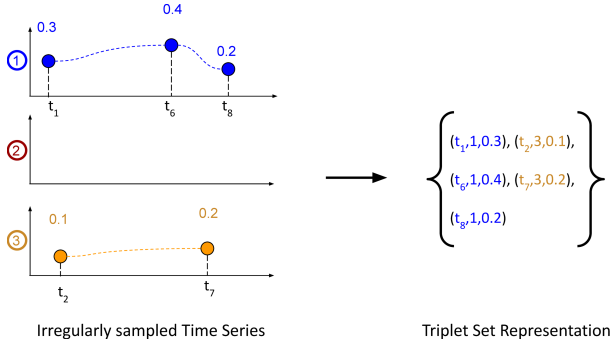 0.3
0.4
0.2
1
t1
t6
t8
2
0.1
0.2
3
t2
t7
(t1,1,0.3), (t2,3,0.1),
(t6,1,0.4), (t7,3,0.2),
(t8,1,0.2)
Irregularly sampled Time Series
Triplet Set Representation